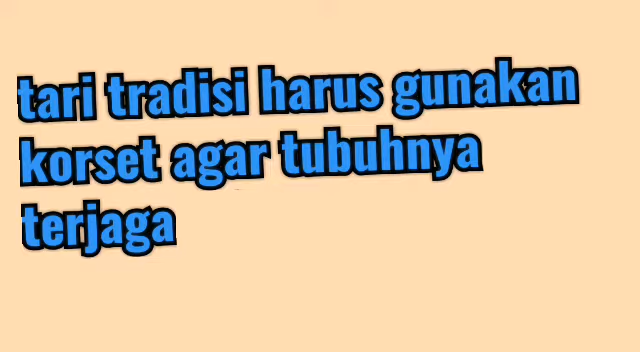 tari tradisi harus gunakan
korset agar tubuhnya
terjaga